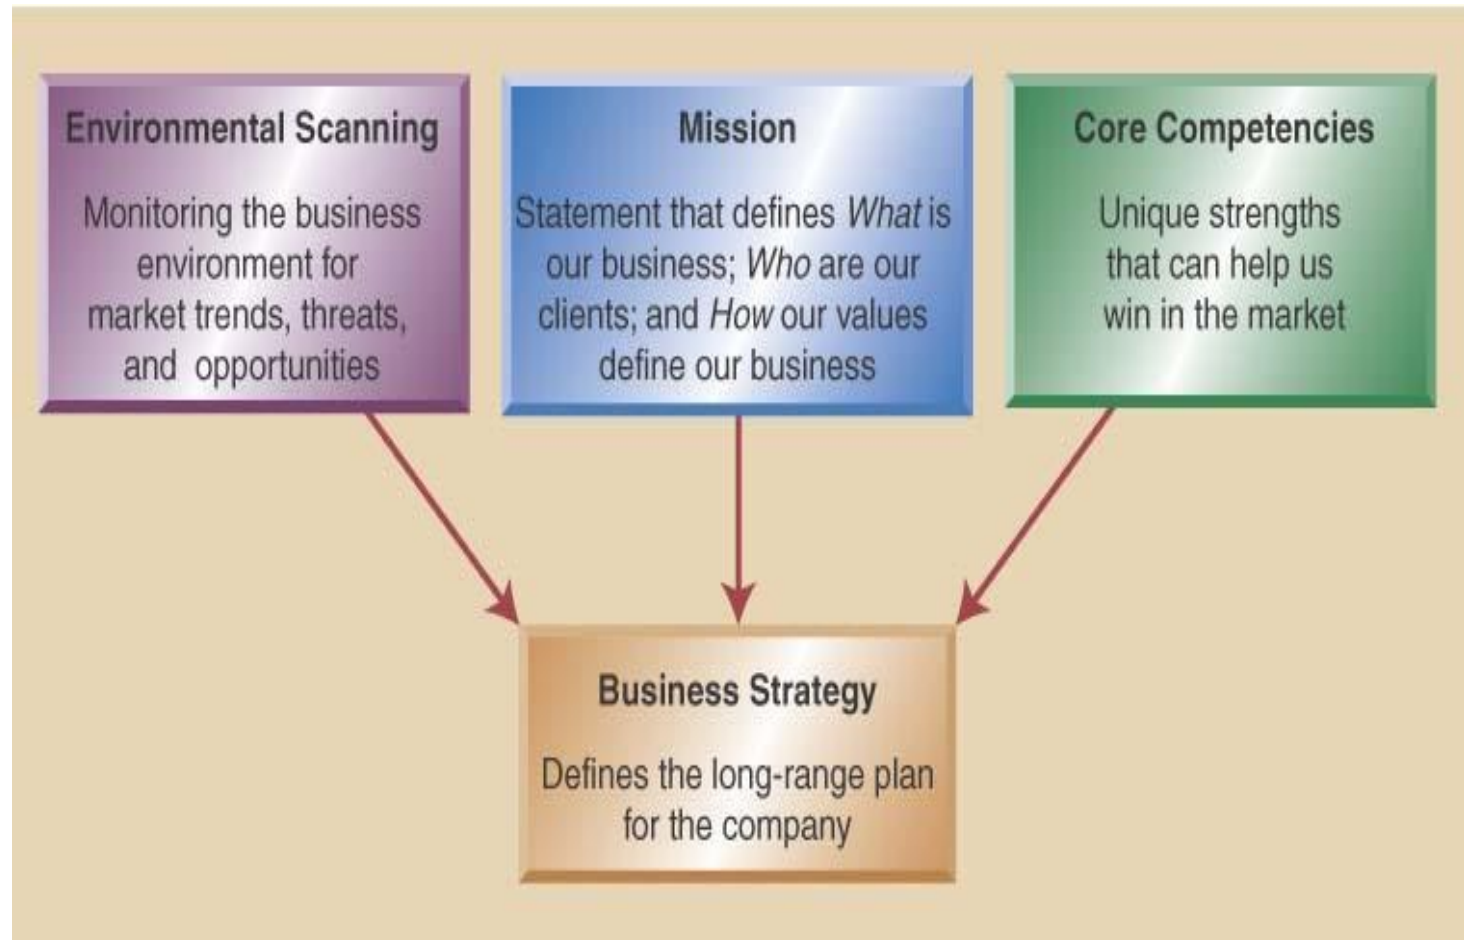 Environmental Scanning
Monitoring the business
environment for
market trends, threats,
and opportunities
Mission
Statement that defines What is
our business; Who are our
clients; and How our values
define our business
Core Competencies
Unique strengths
that can help us
win in the market
Business Strategy
Defines the long-range plan
for the company